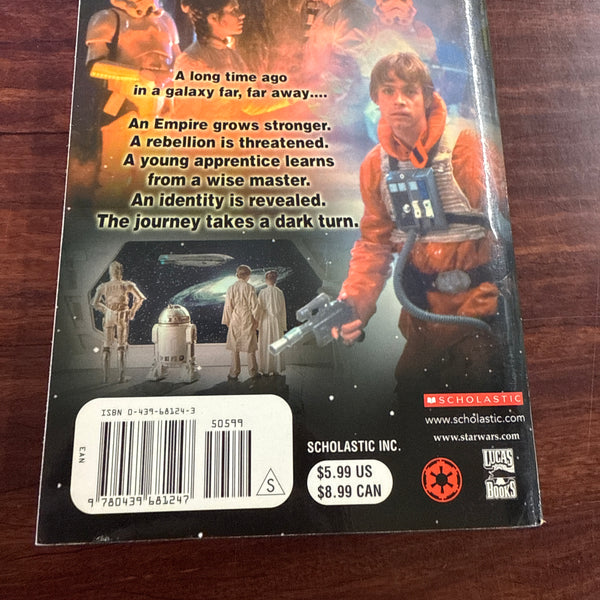 A long time ago
in a galaxy far, far away....
An Empire grows stronger.
A rebellion is threatened.
A young apprentice learns
from a wise master.
An identity is revealed.
The journey takes a dark turn.
ISBN 0-439-68124-3
50599
EAN
9 780439 681247
S
SCHOLASTIC INC.
$5.99 US
$8.99 CAN
SCHOLASTIC
www.scholastic.com
www.starwars.com
LUCAS
BOOKS